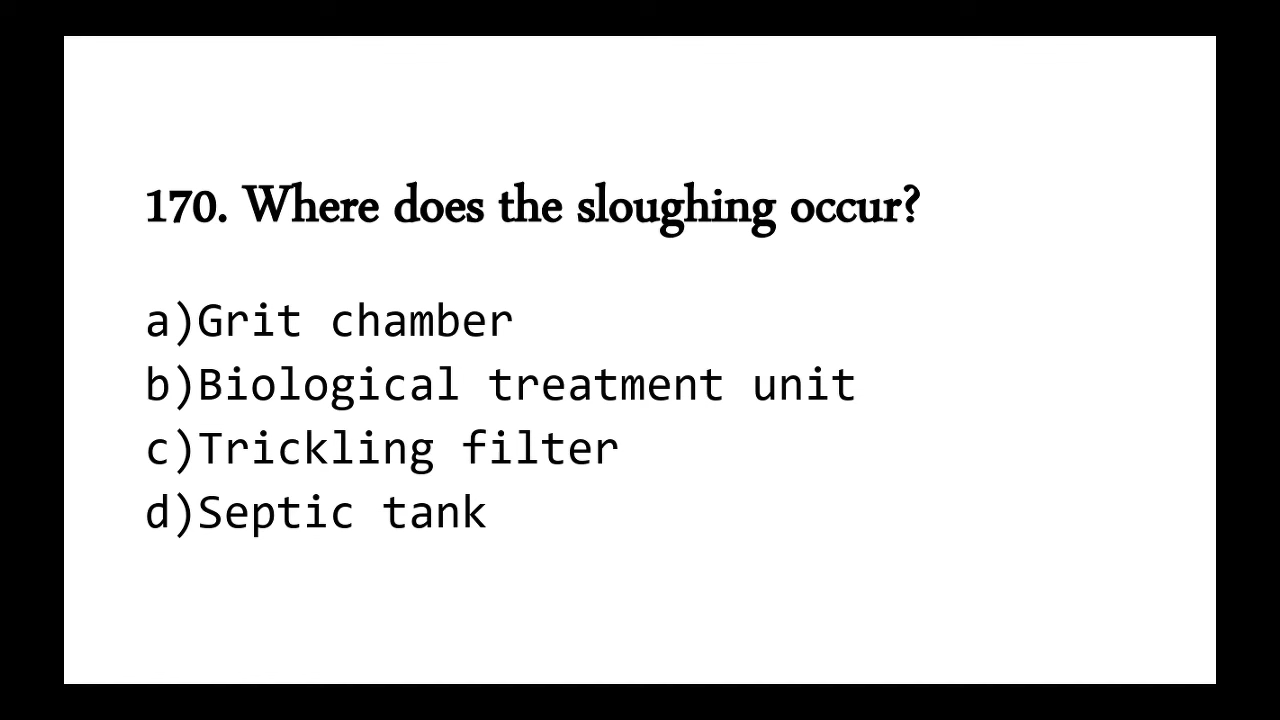 170. Where does the sloughing occur?
a)Grit chamber
b)Biological treatment unit
c)Trickling filter
d)Septic tank